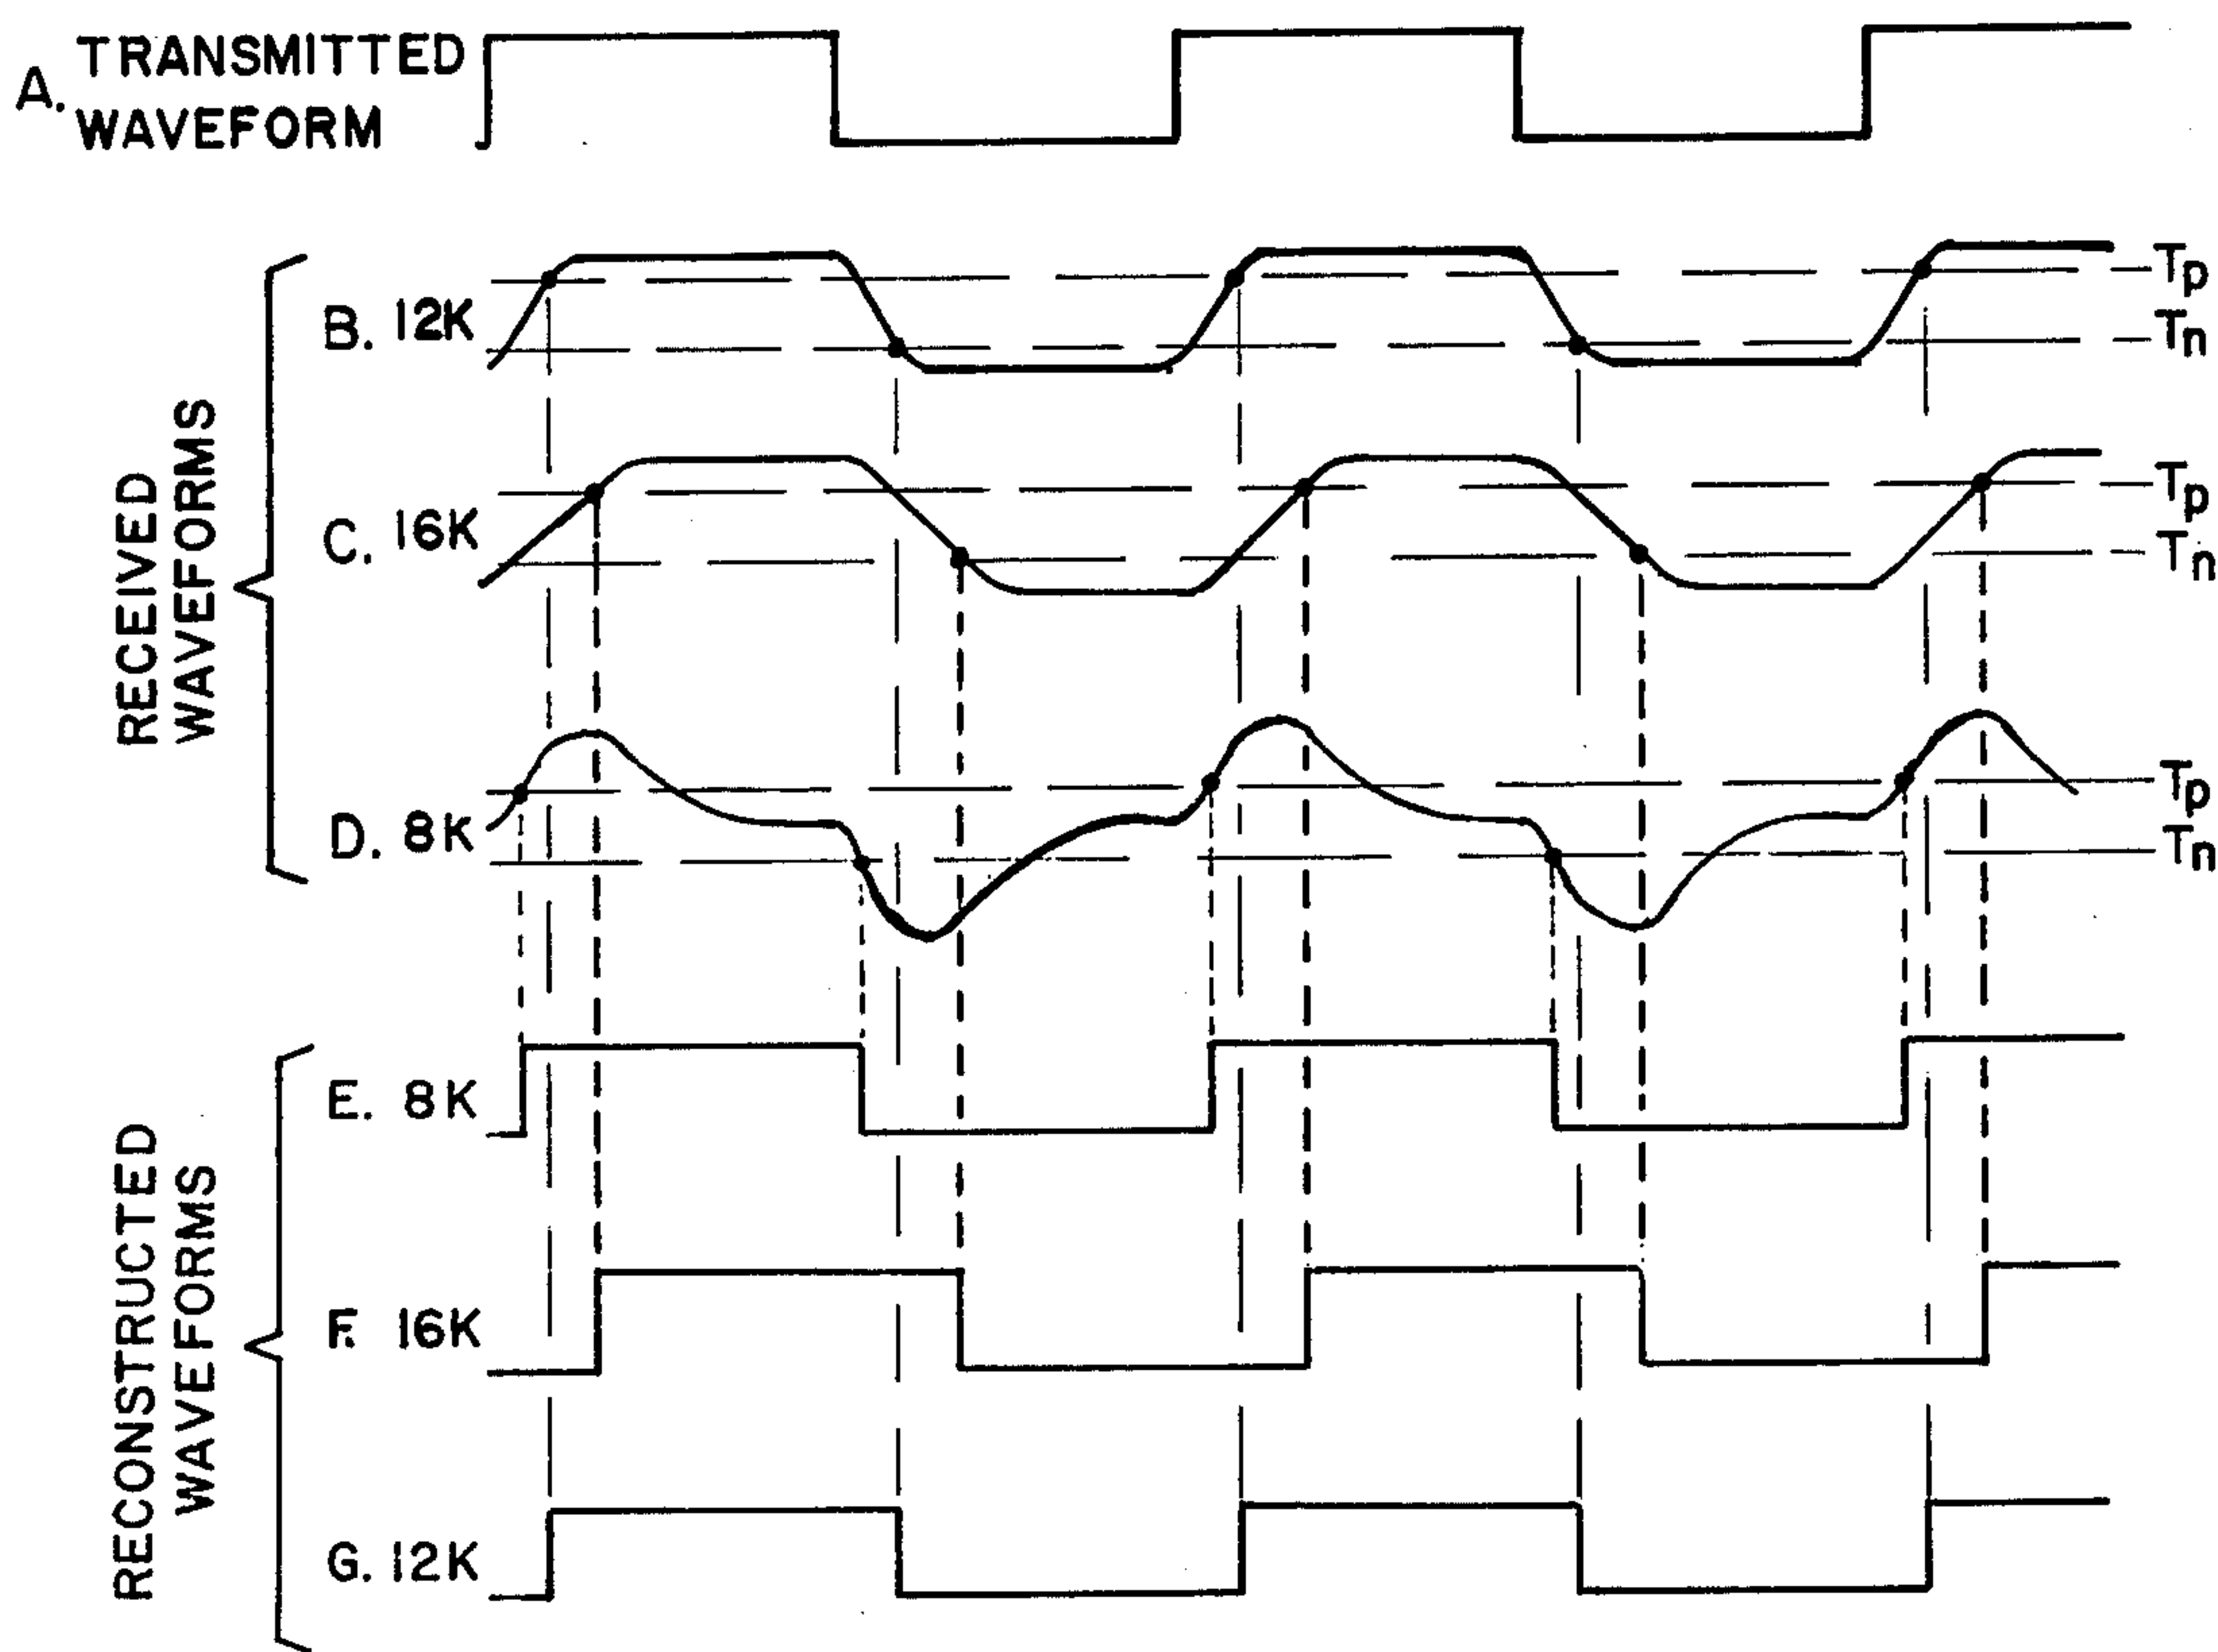 A. TRANSMITTED
WAVEFORM
RECEIVED
WAVEFORMS
B. 12K
Tp
Tn
C. 16K
Tp
Tn
D. 8K
Tp
Tn
RECONSTRUCTED
WAVEFORMS
E. 8K
F. 16K
G. 12K